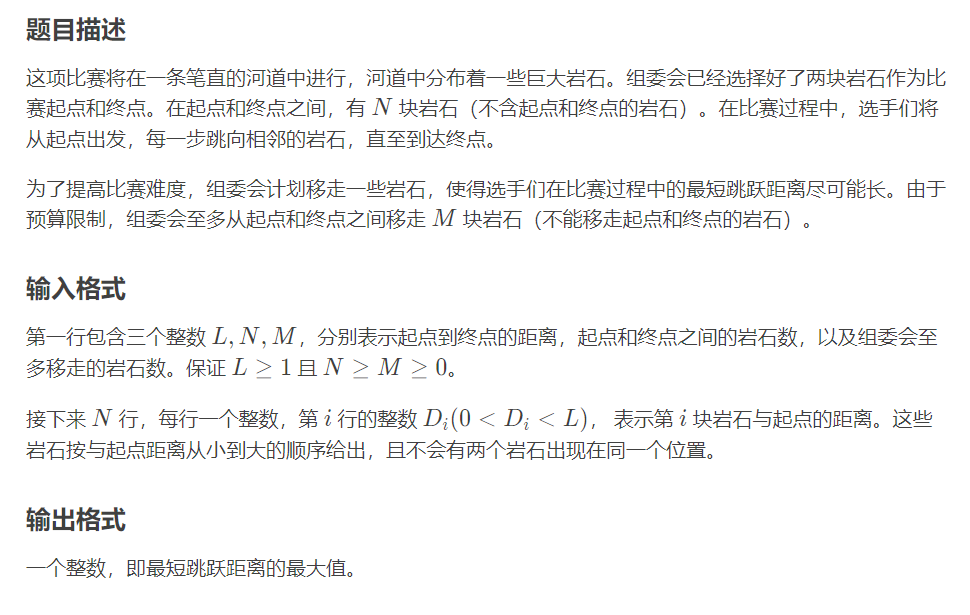 题目描述
这项比赛将在一条笔直的河道中进行，河道中分布着一些巨大岩石。组委会已经选择好了两块岩石作为比
赛起点和终点。在起点和终点之间，有 N 块岩石（不含起点和终点的岩石）。在比赛过程中，选手们将
从起点出发，每一步跳向相邻的岩石，直至到达终点。
为了提高比赛难度，组委会计划移走一些岩石，使得选手们在比赛过程中的最短跳跃距离尽可能长。由于
预算限制，组委会至多从起点和终点之间移走 M 块岩石（不能移走起点和终点的岩石）。
输入格式
第一行包含三个整数 L, N, M，分别表示起点到终点的距离，起点和终点之间的岩石数，以及组委会至
多移走的岩石数。保证 L ≥ 1 且 N ≥ M ≥ 0。
接下来 N 行，每行一个整数，第 i 行的整数 Dᵢ(0 < Dᵢ < L)， 表示第 i 块岩石与起点的距离。这些
岩石按与起点距离从小到大的顺序给出，且不会有两个岩石出现在同一个位置。
输出格式
一个整数，即最短跳跃距离的最大值。